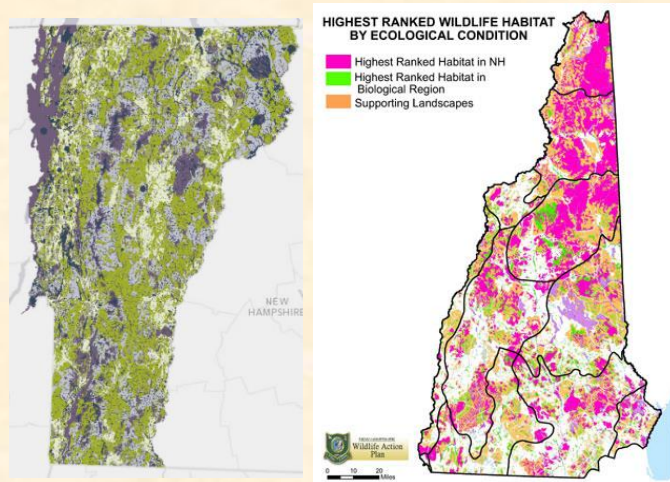 NEW
HAMPSHIRE
HIGHEST RANKED WILDLIFE HABITAT
BY ECOLOGICAL CONDITION
Highest Ranked Habitat in NH
Highest Ranked Habitat in
Biological Region
Supporting Landscapes
Wildlife Action
Plan
0 10 20
Miles